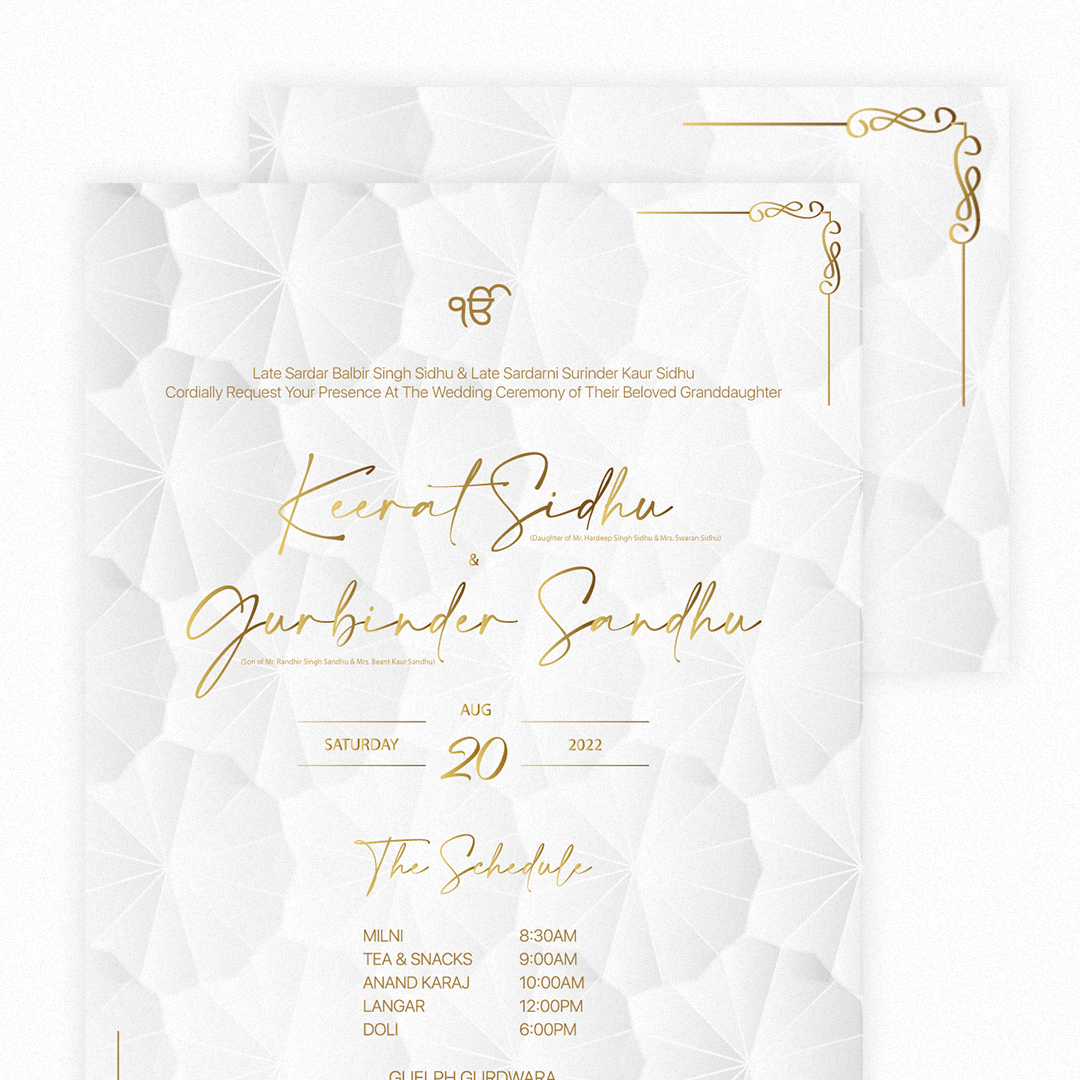 ੴ
Late Sardar Balbir Singh Sidhu & Late Sardarni Surinder Kaur Sidhu
Cordially Request Your Presence At The Wedding Ceremony of Their Beloved Granddaughter
Keerat Sidhu
(Daughter of Mr. Hardeep Singh Sidhu & Mrs. Swaran Sidhu)
&
Gurbinder Sandhu
(Son of Mr. Randhir Singh Sandhu & Mrs. Beant Kaur Sandhu)
AUG
SATURDAY 20 2022
The Schedule
MILNI 8:30AM
TEA & SNACKS 9:00AM
ANAND KARAJ 10:00AM
LANGAR 12:00PM
DOLI 6:00PM
GUELPH GURDWARA